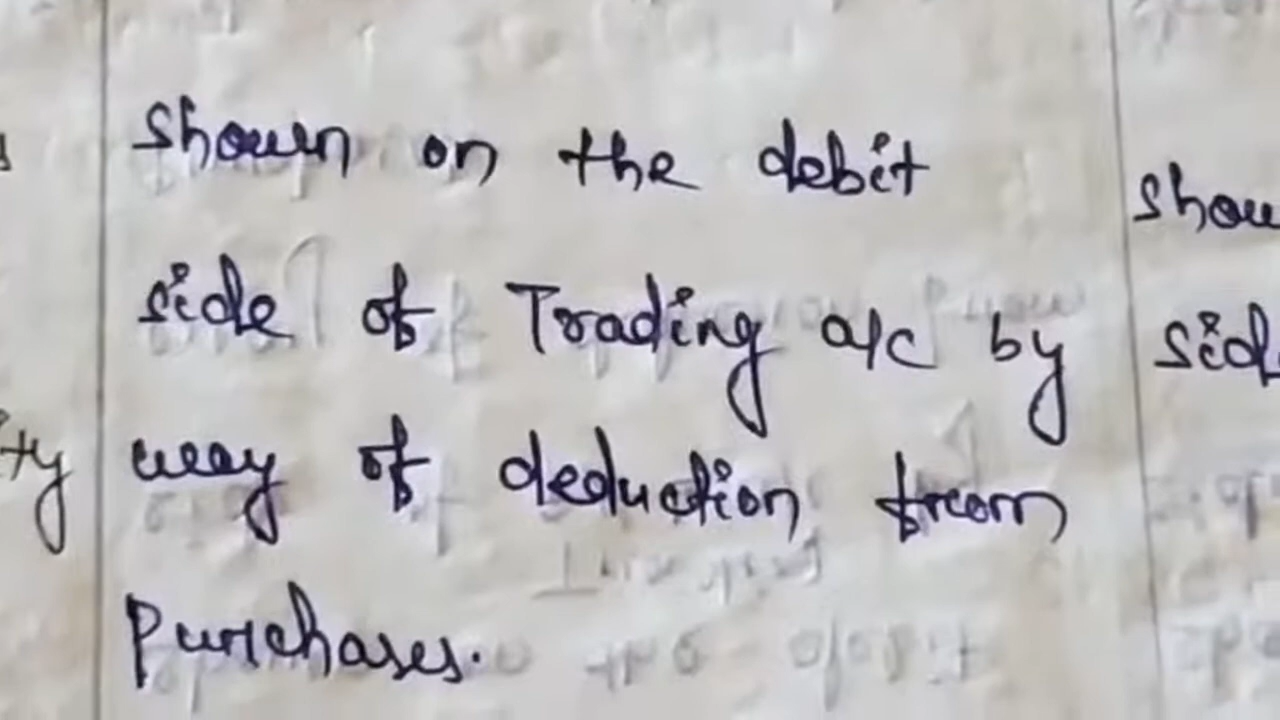 shown on the debit
side of Trading a/c by
way of deduction from
purchases.